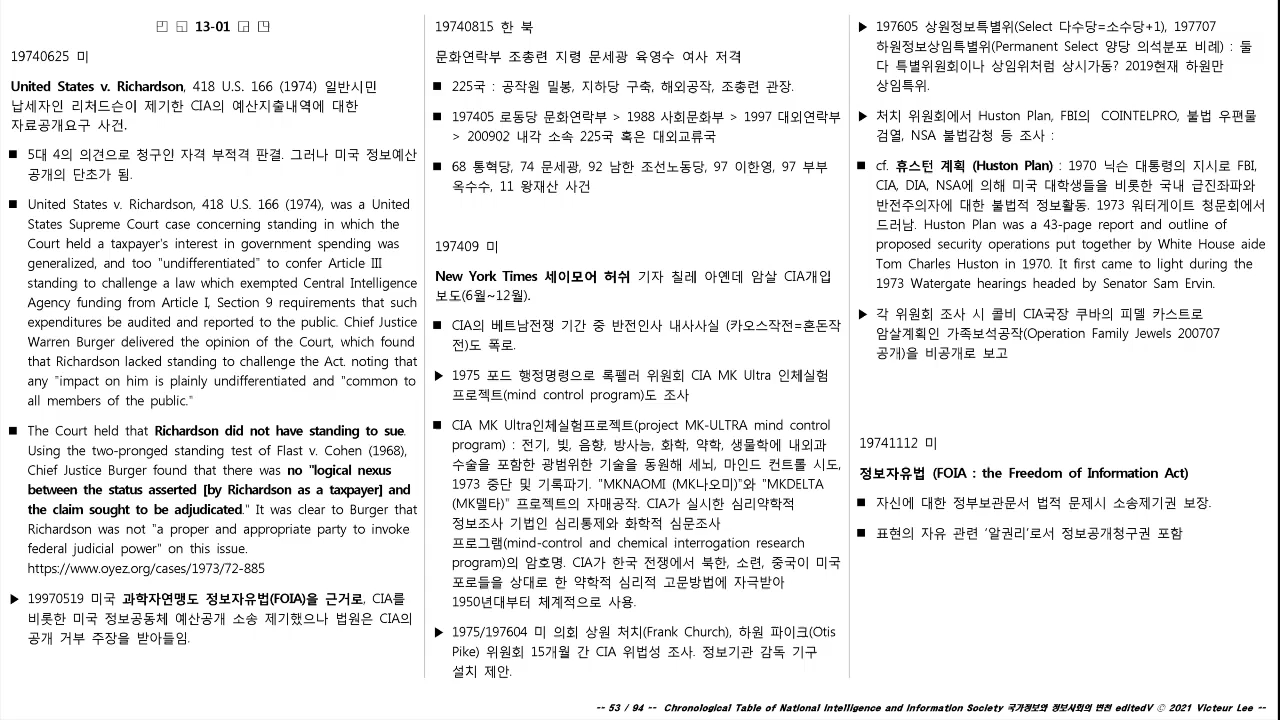 ◰ ◱ 13-01 ◲ ◳
19740625 미
United States v. Richardson, 418 U.S. 166 (1974) 일반시민
납세자인 리처드슨이 제기한 CIA의 예산지출내역에 대한
자료공개요구 사건.
■ 5대 4의 의견으로 청구인 자격 부적격 판결. 그러나 미국 정보예산
공개의 단초가 됨.
■ United States v. Richardson, 418 U.S. 166 (1974), was a United
States Supreme Court case concerning standing in which the
Court held a taxpayer's interest in government spending was
generalized, and too "undifferentiated" to confer Article III
standing to challenge a law which exempted Central Intelligence
Agency funding from Article I, Section 9 requirements that such
expenditures be audited and reported to the public. Chief Justice
Warren Burger delivered the opinion of the Court, which found
that Richardson lacked standing to challenge the Act. noting that
any "impact on him is plainly undifferentiated and "common to
all members of the public."
■ The Court held that Richardson did not have standing to sue.
Using the two-pronged standing test of Flast v. Cohen (1968),
Chief Justice Burger found that there was no "logical nexus
between the status asserted [by Richardson as a taxpayer] and
the claim sought to be adjudicated." It was clear to Burger that
Richardson was not "a proper and appropriate party to invoke
federal judicial power" on this issue.
https://www.oyez.org/cases/1973/72-885
▶ 19970519 미국 과학자연맹도 정보자유법(FOIA)을 근거로, CIA를
비롯한 미국 정보공동체 예산공개 소송 제기했으나 법원은 CIA의
공개 거부 주장을 받아들임.
19740815 한 북
문화연락부 조총련 지령 문세광 육영수 여사 저격
■ 225국 : 공작원 밀봉, 지하당 구축, 해외공작, 조총련 관장.
■ 197405 로동당 문화연락부 > 1988 사회문화부 > 1997 대외연락부
> 200902 내각 소속 225국 혹은 대외교류국
■ 68 통혁당, 74 문세광, 92 남한 조선노동당, 97 이한영, 97 부부
옥수수, 11 왕재산 사건
197409 미
New York Times 세이모어 허쉬 기자 칠레 아옌데 암살 CIA개입
보도(6월~12월).
■ CIA의 베트남전쟁 기간 중 반전인사 내사사실 (카오스작전=혼돈작
전)도 폭로.
▶ 1975 포드 행정명령으로 록펠러 위원회 CIA MK Ultra 인체실험
프로젝트(mind control program)도 조사
■ CIA MK Ultra인체실험프로젝트(project MK-ULTRA mind control
program) : 전기, 빛, 음향, 방사능, 화학, 약학, 생물학에 내외과
수술을 포함한 광범위한 기술을 동원해 세뇌, 마인드 컨트롤 시도,
1973 중단 및 기록파기. "MKNAOMI (MK나오미)"와 "MKDELTA
(MK델타)" 프로젝트의 자매공작. CIA가 실시한 심리약학적
정보조사 기법인 심리통제와 화학적 심문조사
프로그램(mind-control and chemical interrogation research
program)의 암호명. CIA가 한국 전쟁에서 북한, 소련, 중국이 미국
포로들을 상대로 한 약학적 심리적 고문방법에 자극받아
1950년대부터 체계적으로 사용.
▶ 1975/197604 미 의회 상원 처치(Frank Church), 하원 파이크(Otis
Pike) 위원회 15개월 간 CIA 위법성 조사. 정보기관 감독 기구
설치 제안.
▶ 197605 상원정보특별위(Select 다수당=소수당+1), 197707
하원정보상임특별위(Permanent Select 양당 의석분포 비례) : 둘
다 특별위원회이나 상임위처럼 상시가동? 2019현재 하원만
상임특위.
▶ 처치 위원회에서 Huston Plan, FBI의 COINTELPRO, 불법 우편물
검열, NSA 불법감청 등 조사 :
■ cf. 휴스턴 계획 (Huston Plan) : 1970 닉슨 대통령의 지시로 FBI,
CIA, DIA, NSA에 의해 미국 대학생들을 비롯한 국내 급진좌파와
반전주의자에 대한 불법적 정보활동. 1973 워터게이트 청문회에서
드러남. Huston Plan was a 43-page report and outline of
proposed security operations put together by White House aide
Tom Charles Huston in 1970. It first came to light during the
1973 Watergate hearings headed by Senator Sam Ervin.
▶ 각 위원회 조사 시 콜비 CIA국장 쿠바의 피델 카스트로
암살계획인 가족보석공작(Operation Family Jewels 200707
공개)을 비공개로 보고
19741112 미
정보자유법 (FOIA : the Freedom of Information Act)
■ 자신에 대한 정부보관문서 법적 문제시 소송제기권 보장.
■ 표현의 자유 관련 '알권리'로서 정보공개청구권 포함
-- 53 / 94 -- Chronological Table of National Intelligence and Information Society 국가정보와 정보사회의 변천 editedV © 2021 Victeur Lee --